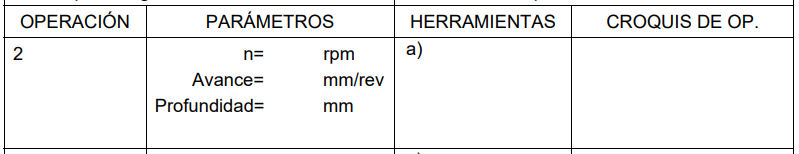 OPERACIÓN PARÁMETROS HERRAMIENTAS CROQUIS DE OP.
2 n= rpm a)
Avance= mm/rev
Profundidad= mm